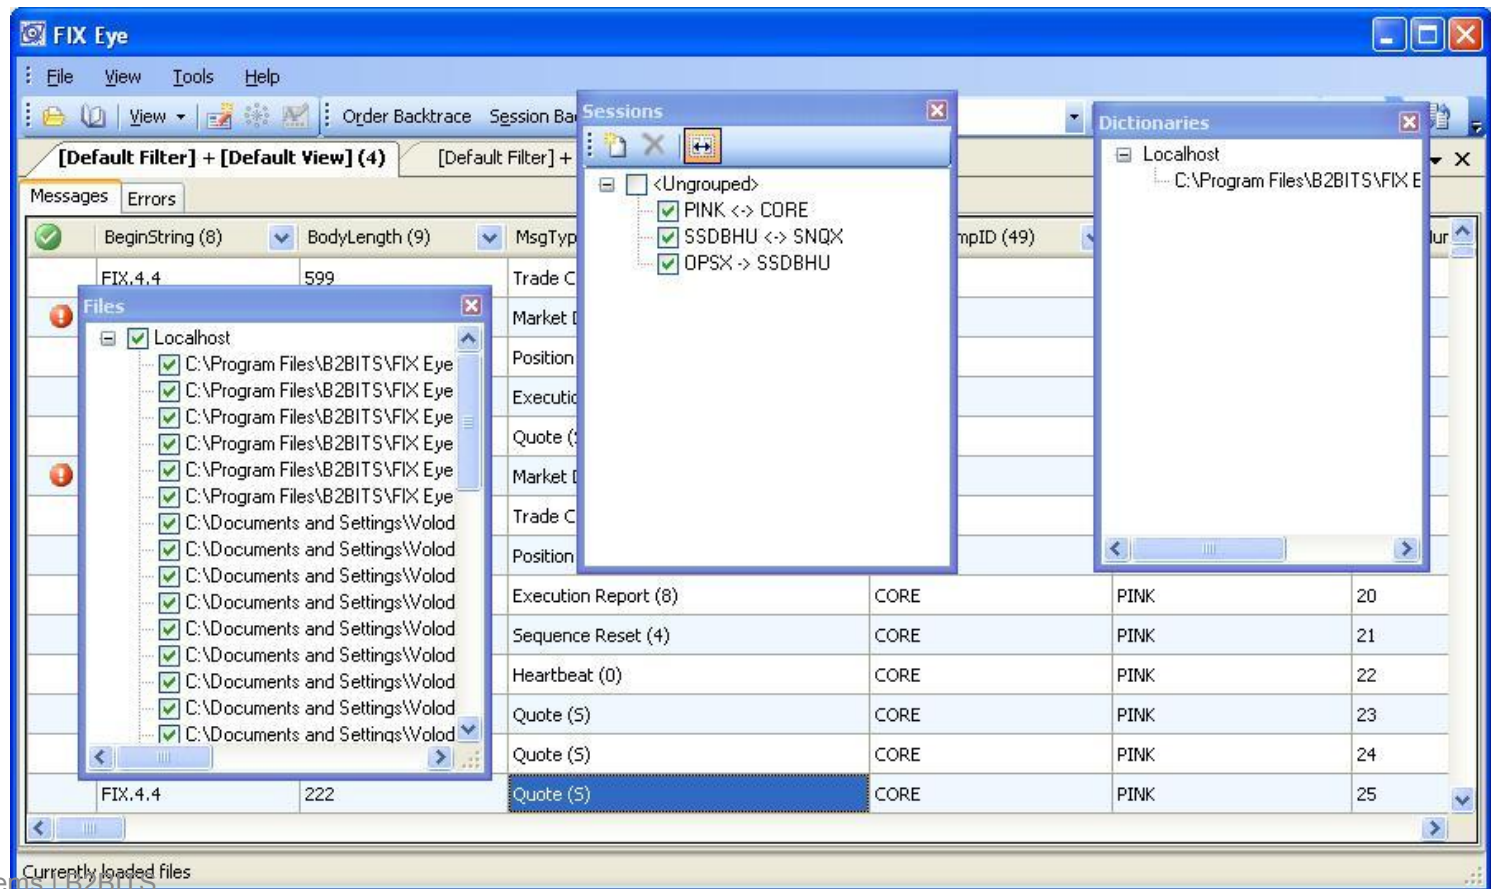 FIX Eye
File View Tools Help
View Order Backtrace Session Ba
[Default Filter] + [Default View] (4) [Default Filter] +
Messages Errors
BeginString (8) BodyLength (9) MsgTyp mpID (49)
FIX.4.4 599 Trade C
Market D
Position
Executio
Quote (
Market D
Trade C
Position
Execution Report (8) CORE PINK 20
Sequence Reset (4) CORE PINK 21
Heartbeat (0) CORE PINK 22
Quote (S) CORE PINK 23
Quote (S) CORE PINK 24
FIX.4.4 222 Quote (S) CORE PINK 25
Files
Localhost
C:\Program Files\B2BITS\FIX Eye
C:\Program Files\B2BITS\FIX Eye
C:\Program Files\B2BITS\FIX Eye
C:\Program Files\B2BITS\FIX Eye
C:\Program Files\B2BITS\FIX Eye
C:\Program Files\B2BITS\FIX Eye
C:\Documents and Settings\Volod
C:\Documents and Settings\Volod
C:\Documents and Settings\Volod
C:\Documents and Settings\Volod
C:\Documents and Settings\Volod
C:\Documents and Settings\Volod
C:\Documents and Settings\Volod
C:\Documents and Settings\Volod
C:\Documents and Settings\Volod
Sessions
<Ungrouped>
PINK <-> CORE
SSDBHU <-> SNQX
OPSX -> SSDBHU
Dictionaries
Localhost
C:\Program Files\B2BITS\FIX E
Currently loaded files
B2BITS